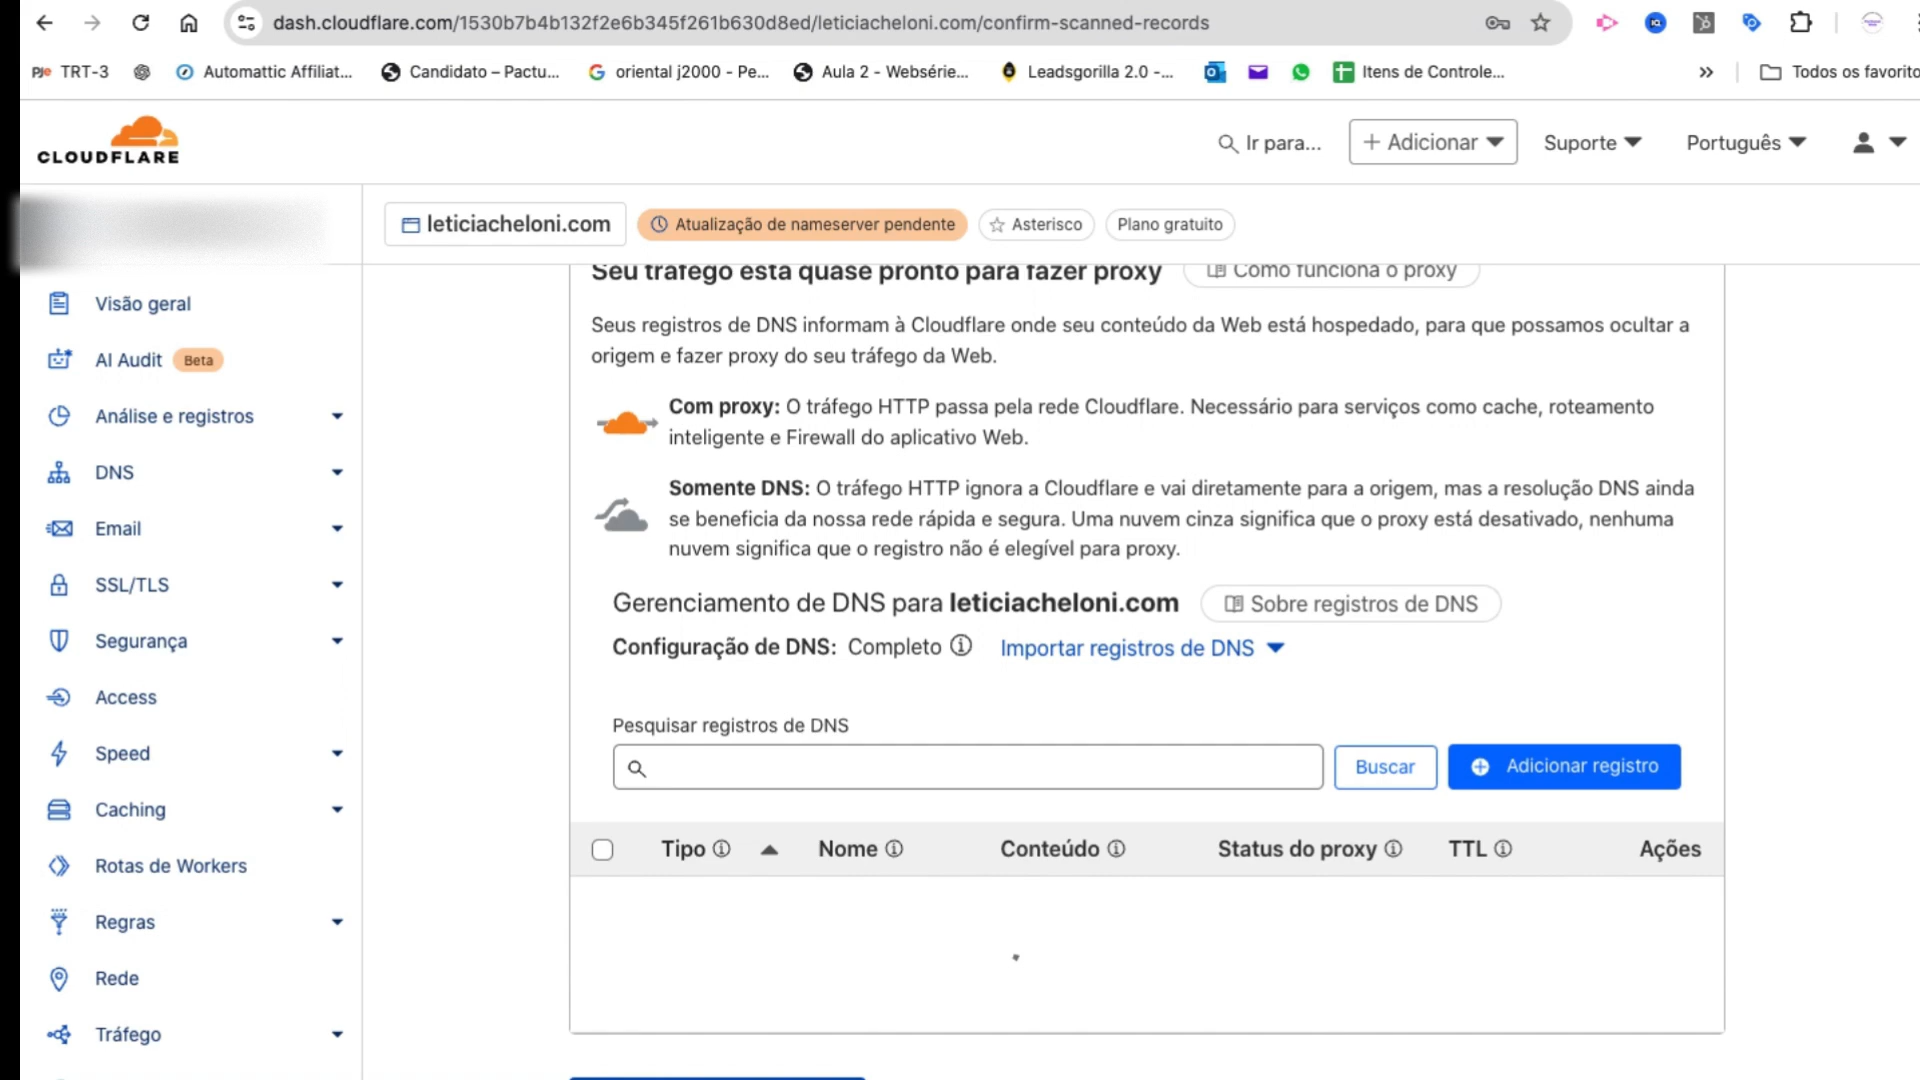 dash.cloudflare.com/1530b7b4b132f2e6b345f261b630d8ed/leticiacheloni.com/confirm-scanned-records
PJe TRT-3
Automattic Affiliat...
Candidato – Pactu...
oriental j2000 - Pe...
Aula 2 - Websérie...
Leadsgorilla 2.0 -...
Itens de Controle...
Todos os favorito
CLOUDFLARE
Ir para...
Adicionar
Suporte
Português
leticiacheloni.com
Atualização de nameserver pendente
Asterisco
Plano gratuito
Visão geral
AI Audit Beta
Análise e registros
DNS
Email
SSL/TLS
Segurança
Access
Speed
Caching
Rotas de Workers
Regras
Rede
Tráfego
Seu tráfego está quase pronto para fazer proxy
Como funciona o proxy
Seus registros de DNS informam à Cloudflare onde seu conteúdo da Web está hospedado, para que possamos ocultar a
origem e fazer proxy do seu tráfego da Web.
Com proxy: O tráfego HTTP passa pela rede Cloudflare. Necessário para serviços como cache, roteamento
inteligente e Firewall do aplicativo Web.
Somente DNS: O tráfego HTTP ignora a Cloudflare e vai diretamente para a origem, mas a resolução DNS ainda
se beneficia da nossa rede rápida e segura. Uma nuvem cinza significa que o proxy está desativado, nenhuma
nuvem significa que o registro não é elegível para proxy.
Gerenciamento de DNS para leticiacheloni.com
Sobre registros de DNS
Configuração de DNS: Completo
Importar registros de DNS
Pesquisar registros de DNS
Buscar
Adicionar registro
Tipo
Nome
Conteúdo
Status do proxy
TTL
Ações